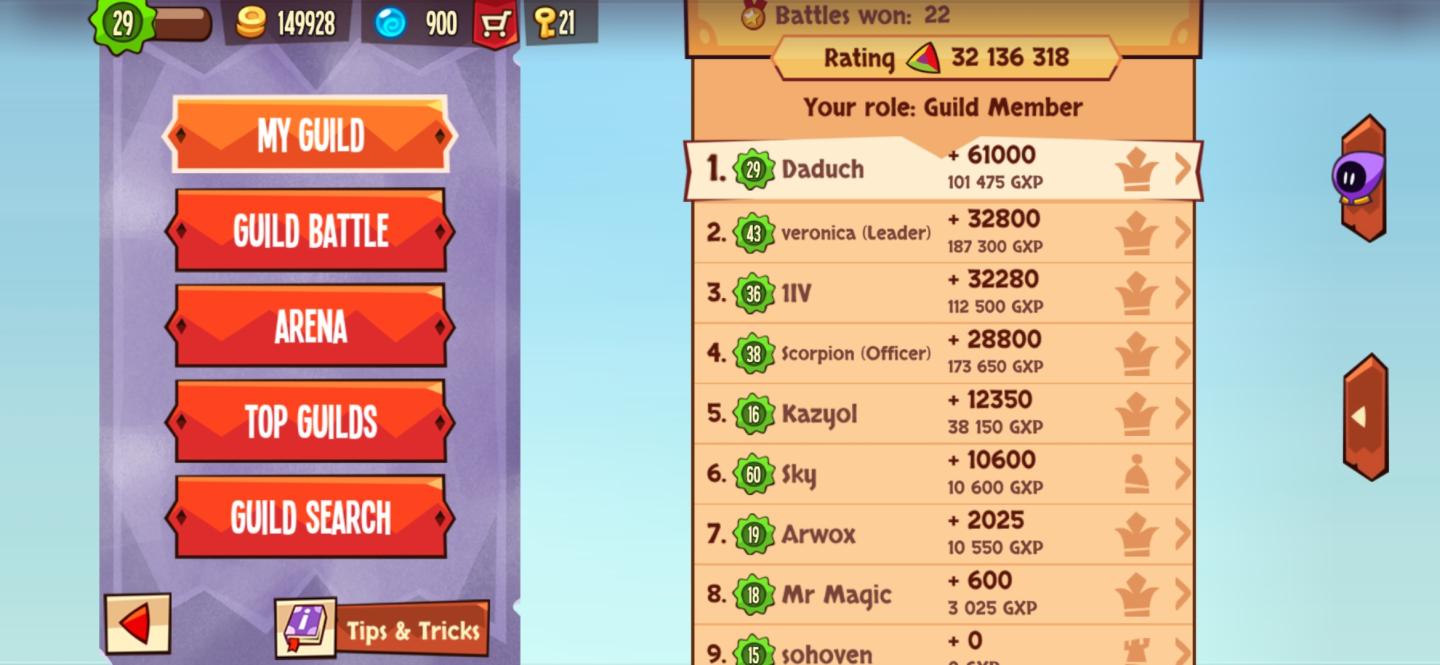 29
149928
900
21
MY GUILD
GUILD BATTLE
ARENA
TOP GUILDS
GUILD SEARCH
Tips & Tricks
Battles won: 22
Rating 32 136 318
Your role: Guild Member
1. 29 Daduch + 61000
101 475 GXP
2. 43 veronica (Leader) + 32800
187 300 GXP
3. 36 1IV + 32280
112 500 GXP
4. 38 Scorpion (Officer) + 28800
173 650 GXP
5. 16 Kazyol + 12350
38 150 GXP
6. 60 Sky + 10600
10 600 GXP
7. 19 Arwox + 2025
10 550 GXP
8. 18 Mr Magic + 600
3 025 GXP
9. 15 sohoven + 0